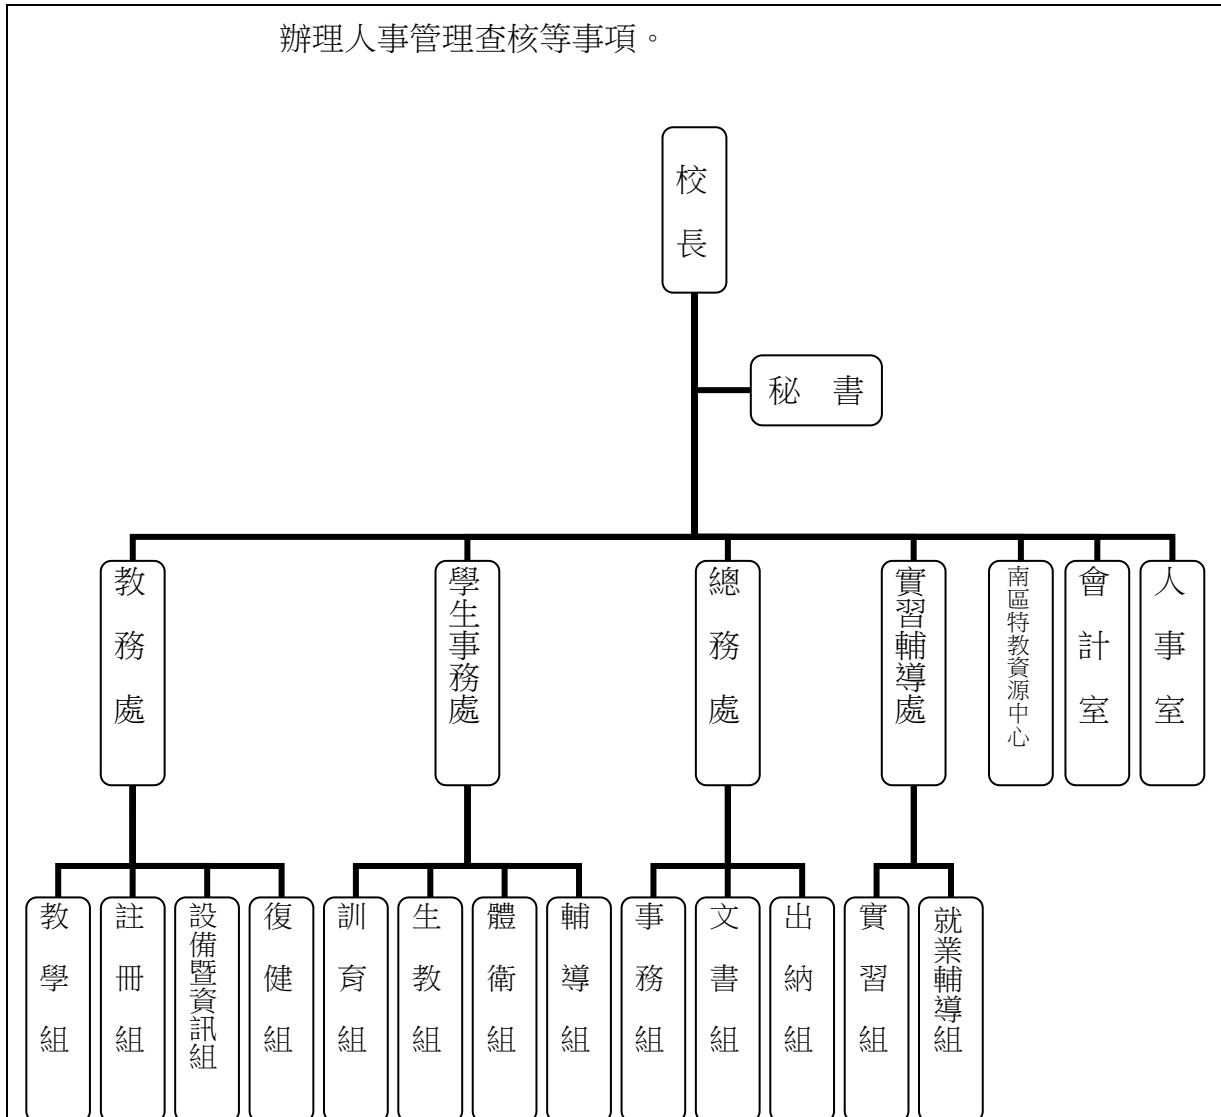 辦理人事管理查核等事項。
校長
秘　書
教務處
學生事務處
總務處
實習輔導處
南區特教資源中心
會計室
人事室
教學組
註冊組
設備暨資訊組
復健組
訓育組
生教組
體衛組
輔導組
事務組
文書組
出納組
實習組
就業輔導組